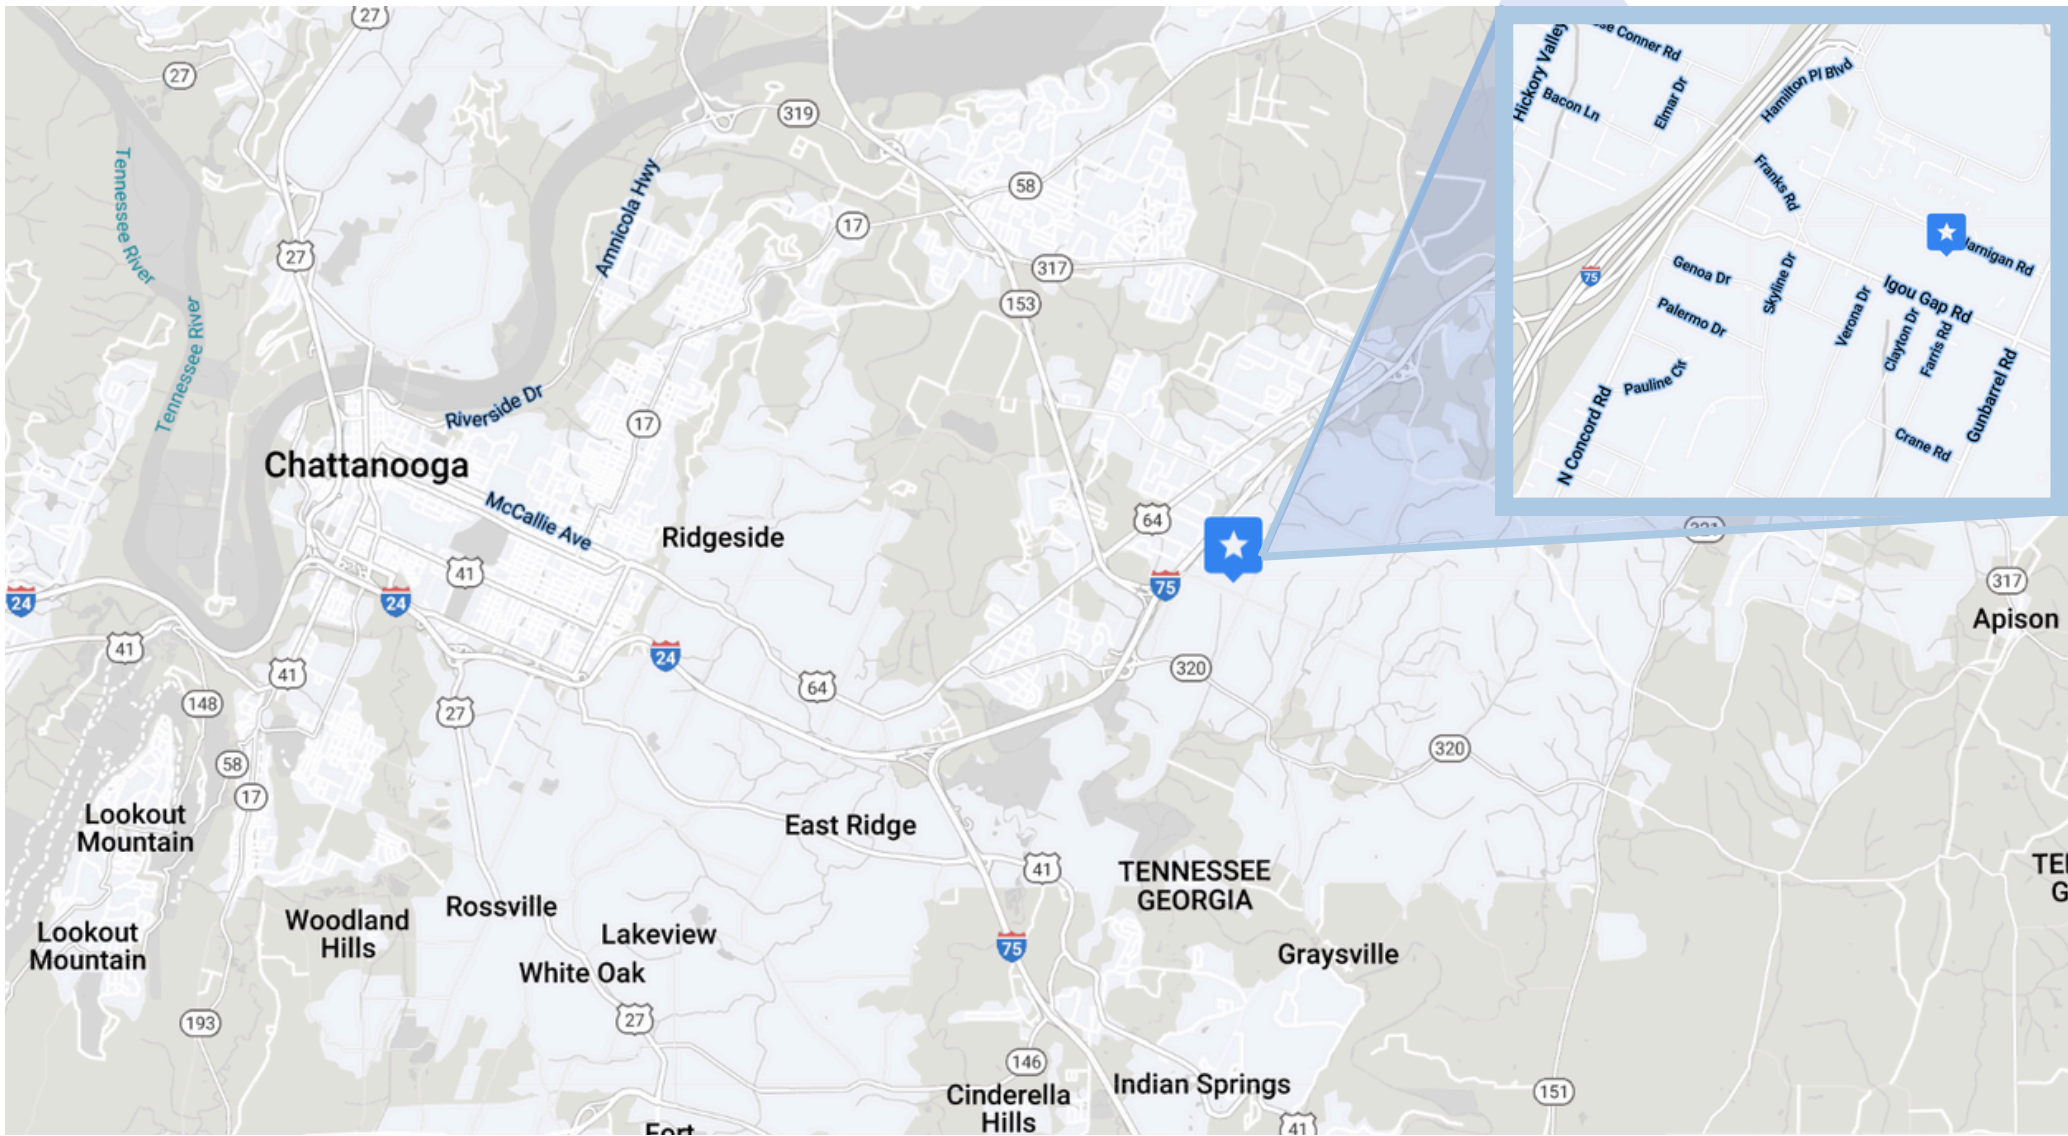 27
27
319
58
17
317
153
27
Tennessee River
Tennessee River
Amnicola Hwy
Riverside Dr
17
Chattanooga
McCallie Ave
Ridgeside
64
75
41
24
24
24
41
41
148
27
64
320
320
317
Apison
58
17
Lookout
Mountain
East Ridge
41
TENNESSEE
GEORGIA
Rossville
Woodland
Hills
Lakeview
Lookout
Mountain
White Oak
75
Graysville
193
27
146
Cinderella
Hills
Indian Springs
151
41
Hickory Valley
Conner Rd
Bacon Ln
Elmar Dr
Hamilton Pl Blvd
Franks Rd
75
Genoa Dr
Skyline Dr
Palermo Dr
Pauline Cir
N Concord Rd
Verona Dr
Igou Gap Rd
Clayton Dr
Farris Rd
Gunbarrel Rd
Crane Rd